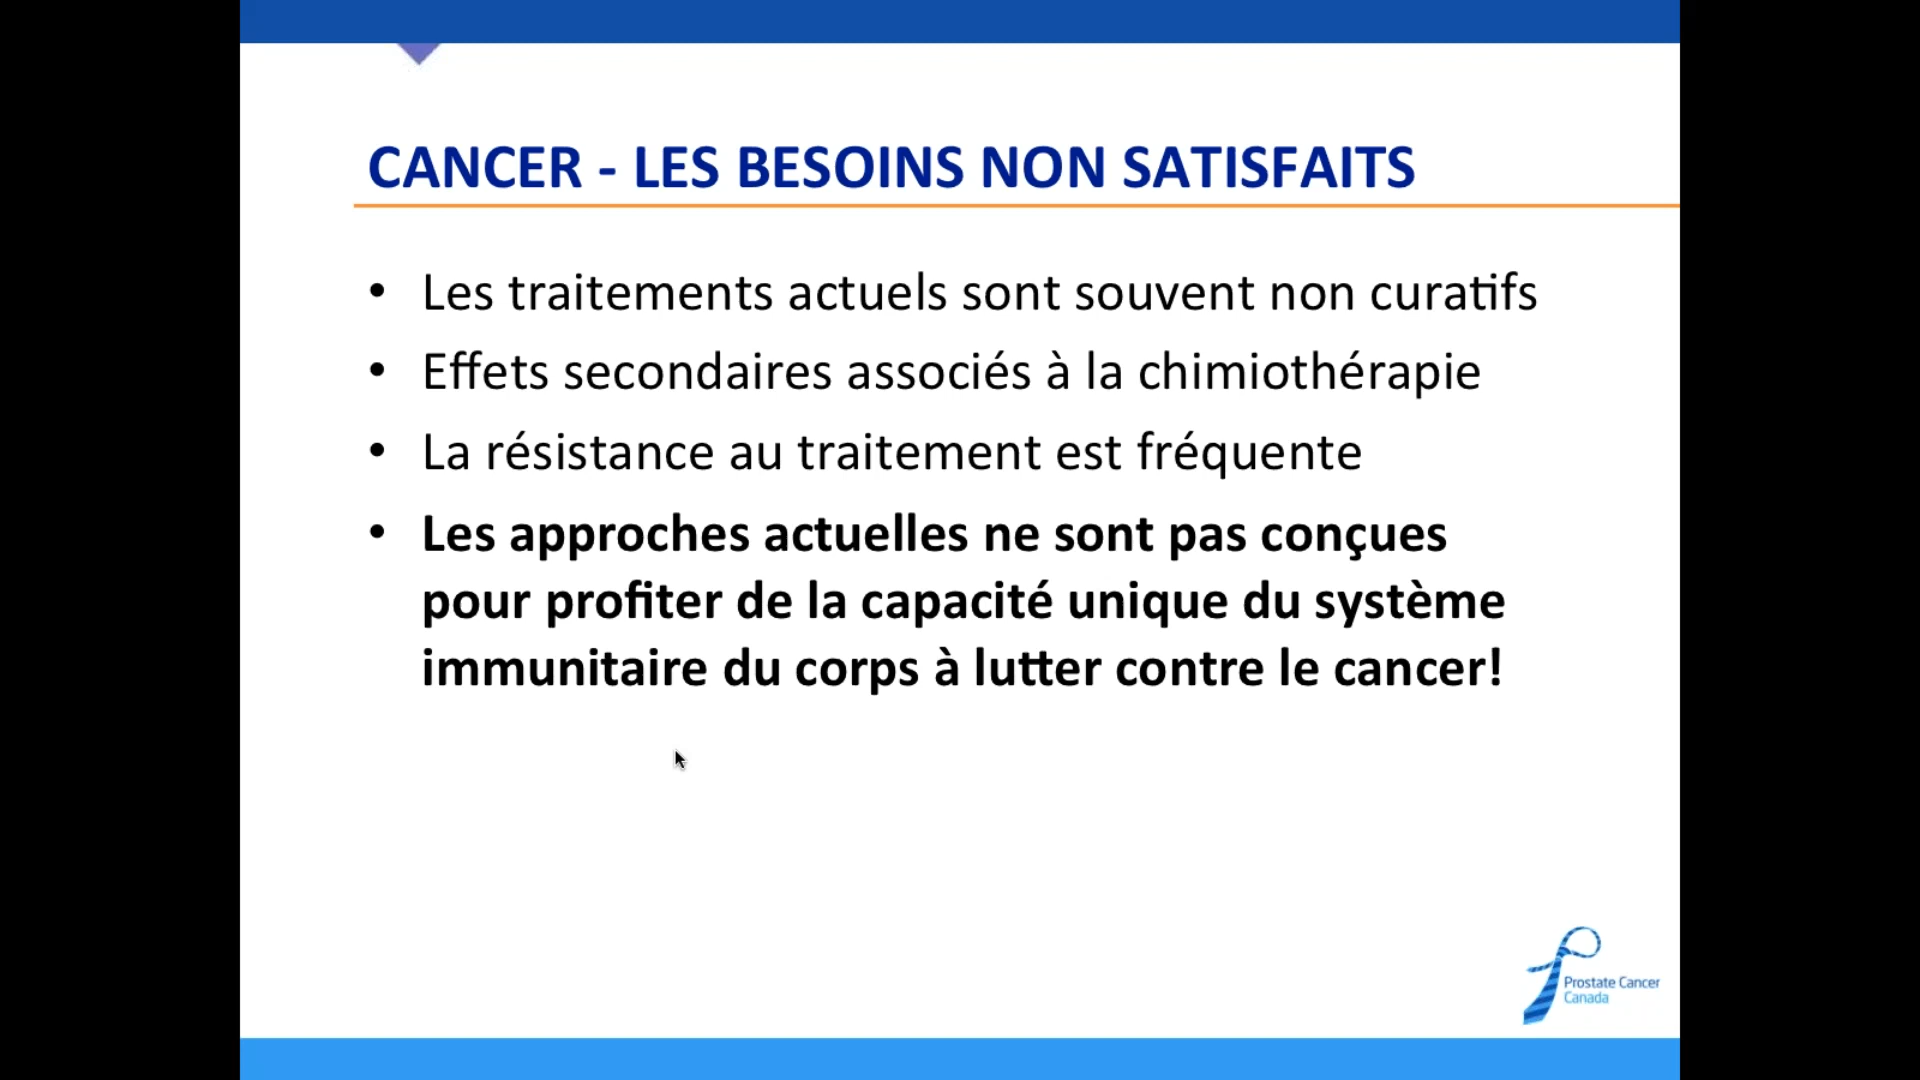 CANCER - LES BESOINS NON SATISFAITS
• Les traitements actuels sont souvent non curatifs
• Effets secondaires associés à la chimiothérapie
• La résistance au traitement est fréquente
• Les approches actuelles ne sont pas conçues
pour profiter de la capacité unique du système
immunitaire du corps à lutter contre le cancer!
Prostate Cancer
Canada